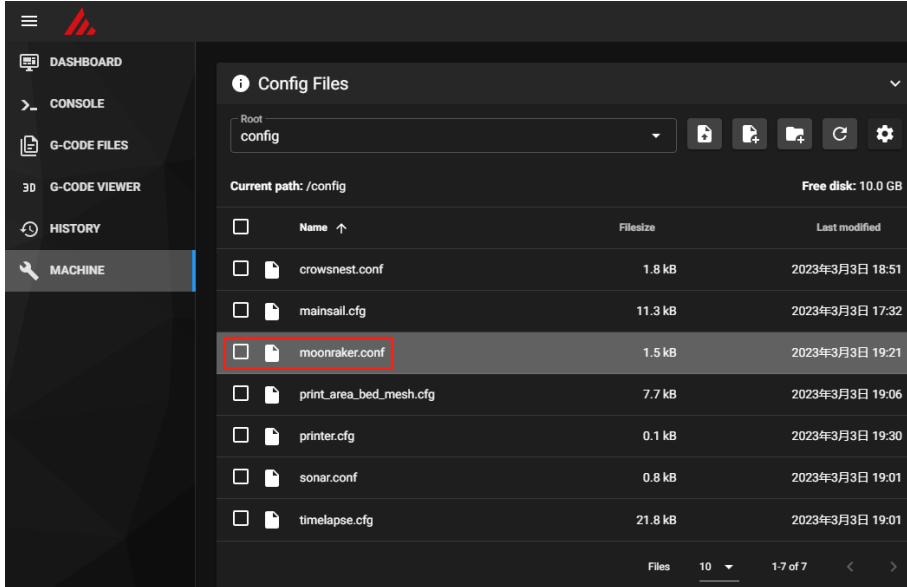 DASHBOARD
CONSOLE
G-CODE FILES
3D G-CODE VIEWER
HISTORY
MACHINE
Config Files
Root
config
Current path: /config Free disk: 10.0 GB
Name Filesize Last modified
crowsnest.conf 1.8 kB 2023年3月3日 18:51
mainsail.cfg 11.3 kB 2023年3月3日 17:32
moonraker.conf 1.5 kB 2023年3月3日 19:21
print_area_bed_mesh.cfg 7.7 kB 2023年3月3日 19:06
printer.cfg 0.1 kB 2023年3月3日 19:30
sonar.conf 0.8 kB 2023年3月3日 19:01
timelapse.cfg 21.8 kB 2023年3月3日 19:01
Files 10 1-7 of 7